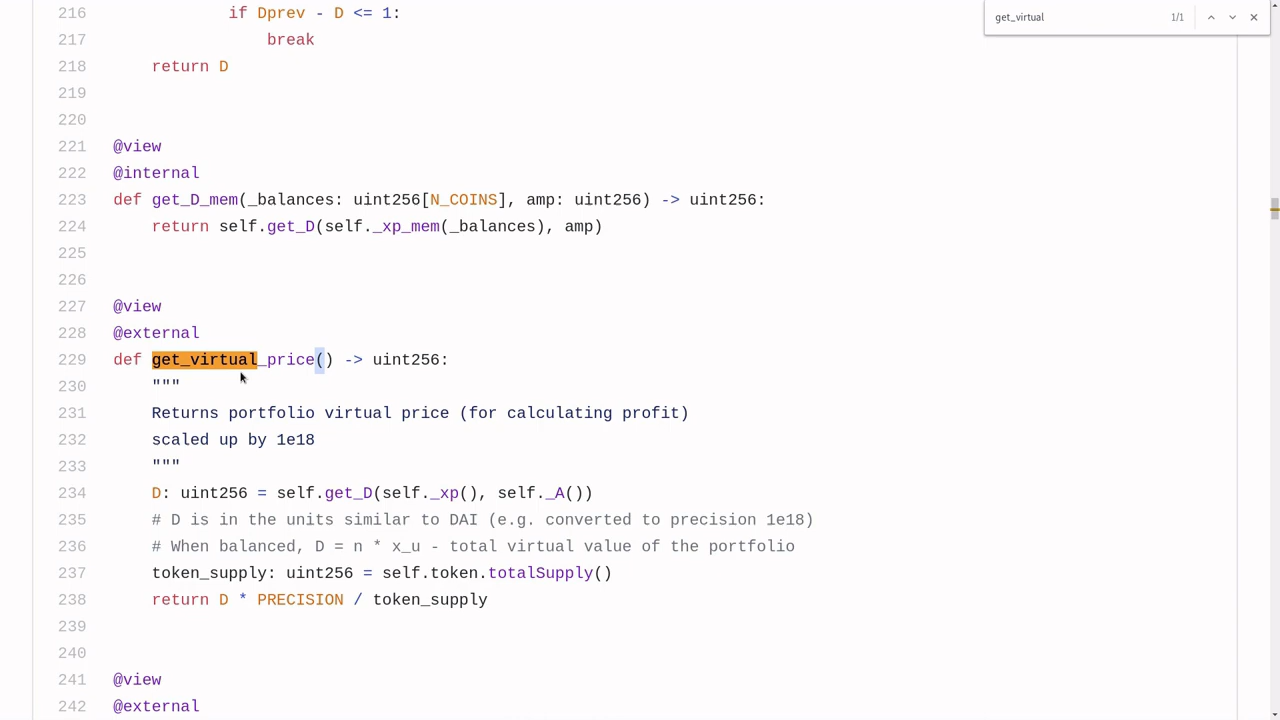 get_virtual 1/1
216 if Dprev - D <= 1:
217 break
218 return D
219
220
221 @view
222 @internal
223 def get_D_mem(_balances: uint256[N_COINS], amp: uint256) -> uint256:
224 return self.get_D(self._xp_mem(_balances), amp)
225
226
227 @view
228 @external
229 def get_virtual_price() -> uint256:
230 """
231 Returns portfolio virtual price (for calculating profit)
232 scaled up by 1e18
233 """
234 D: uint256 = self.get_D(self._xp(), self._A())
235 # D is in the units similar to DAI (e.g. converted to precision 1e18)
236 # When balanced, D = n * x_u - total virtual value of the portfolio
237 token_supply: uint256 = self.token.totalSupply()
238 return D * PRECISION / token_supply
239
240
241 @view
242 @external